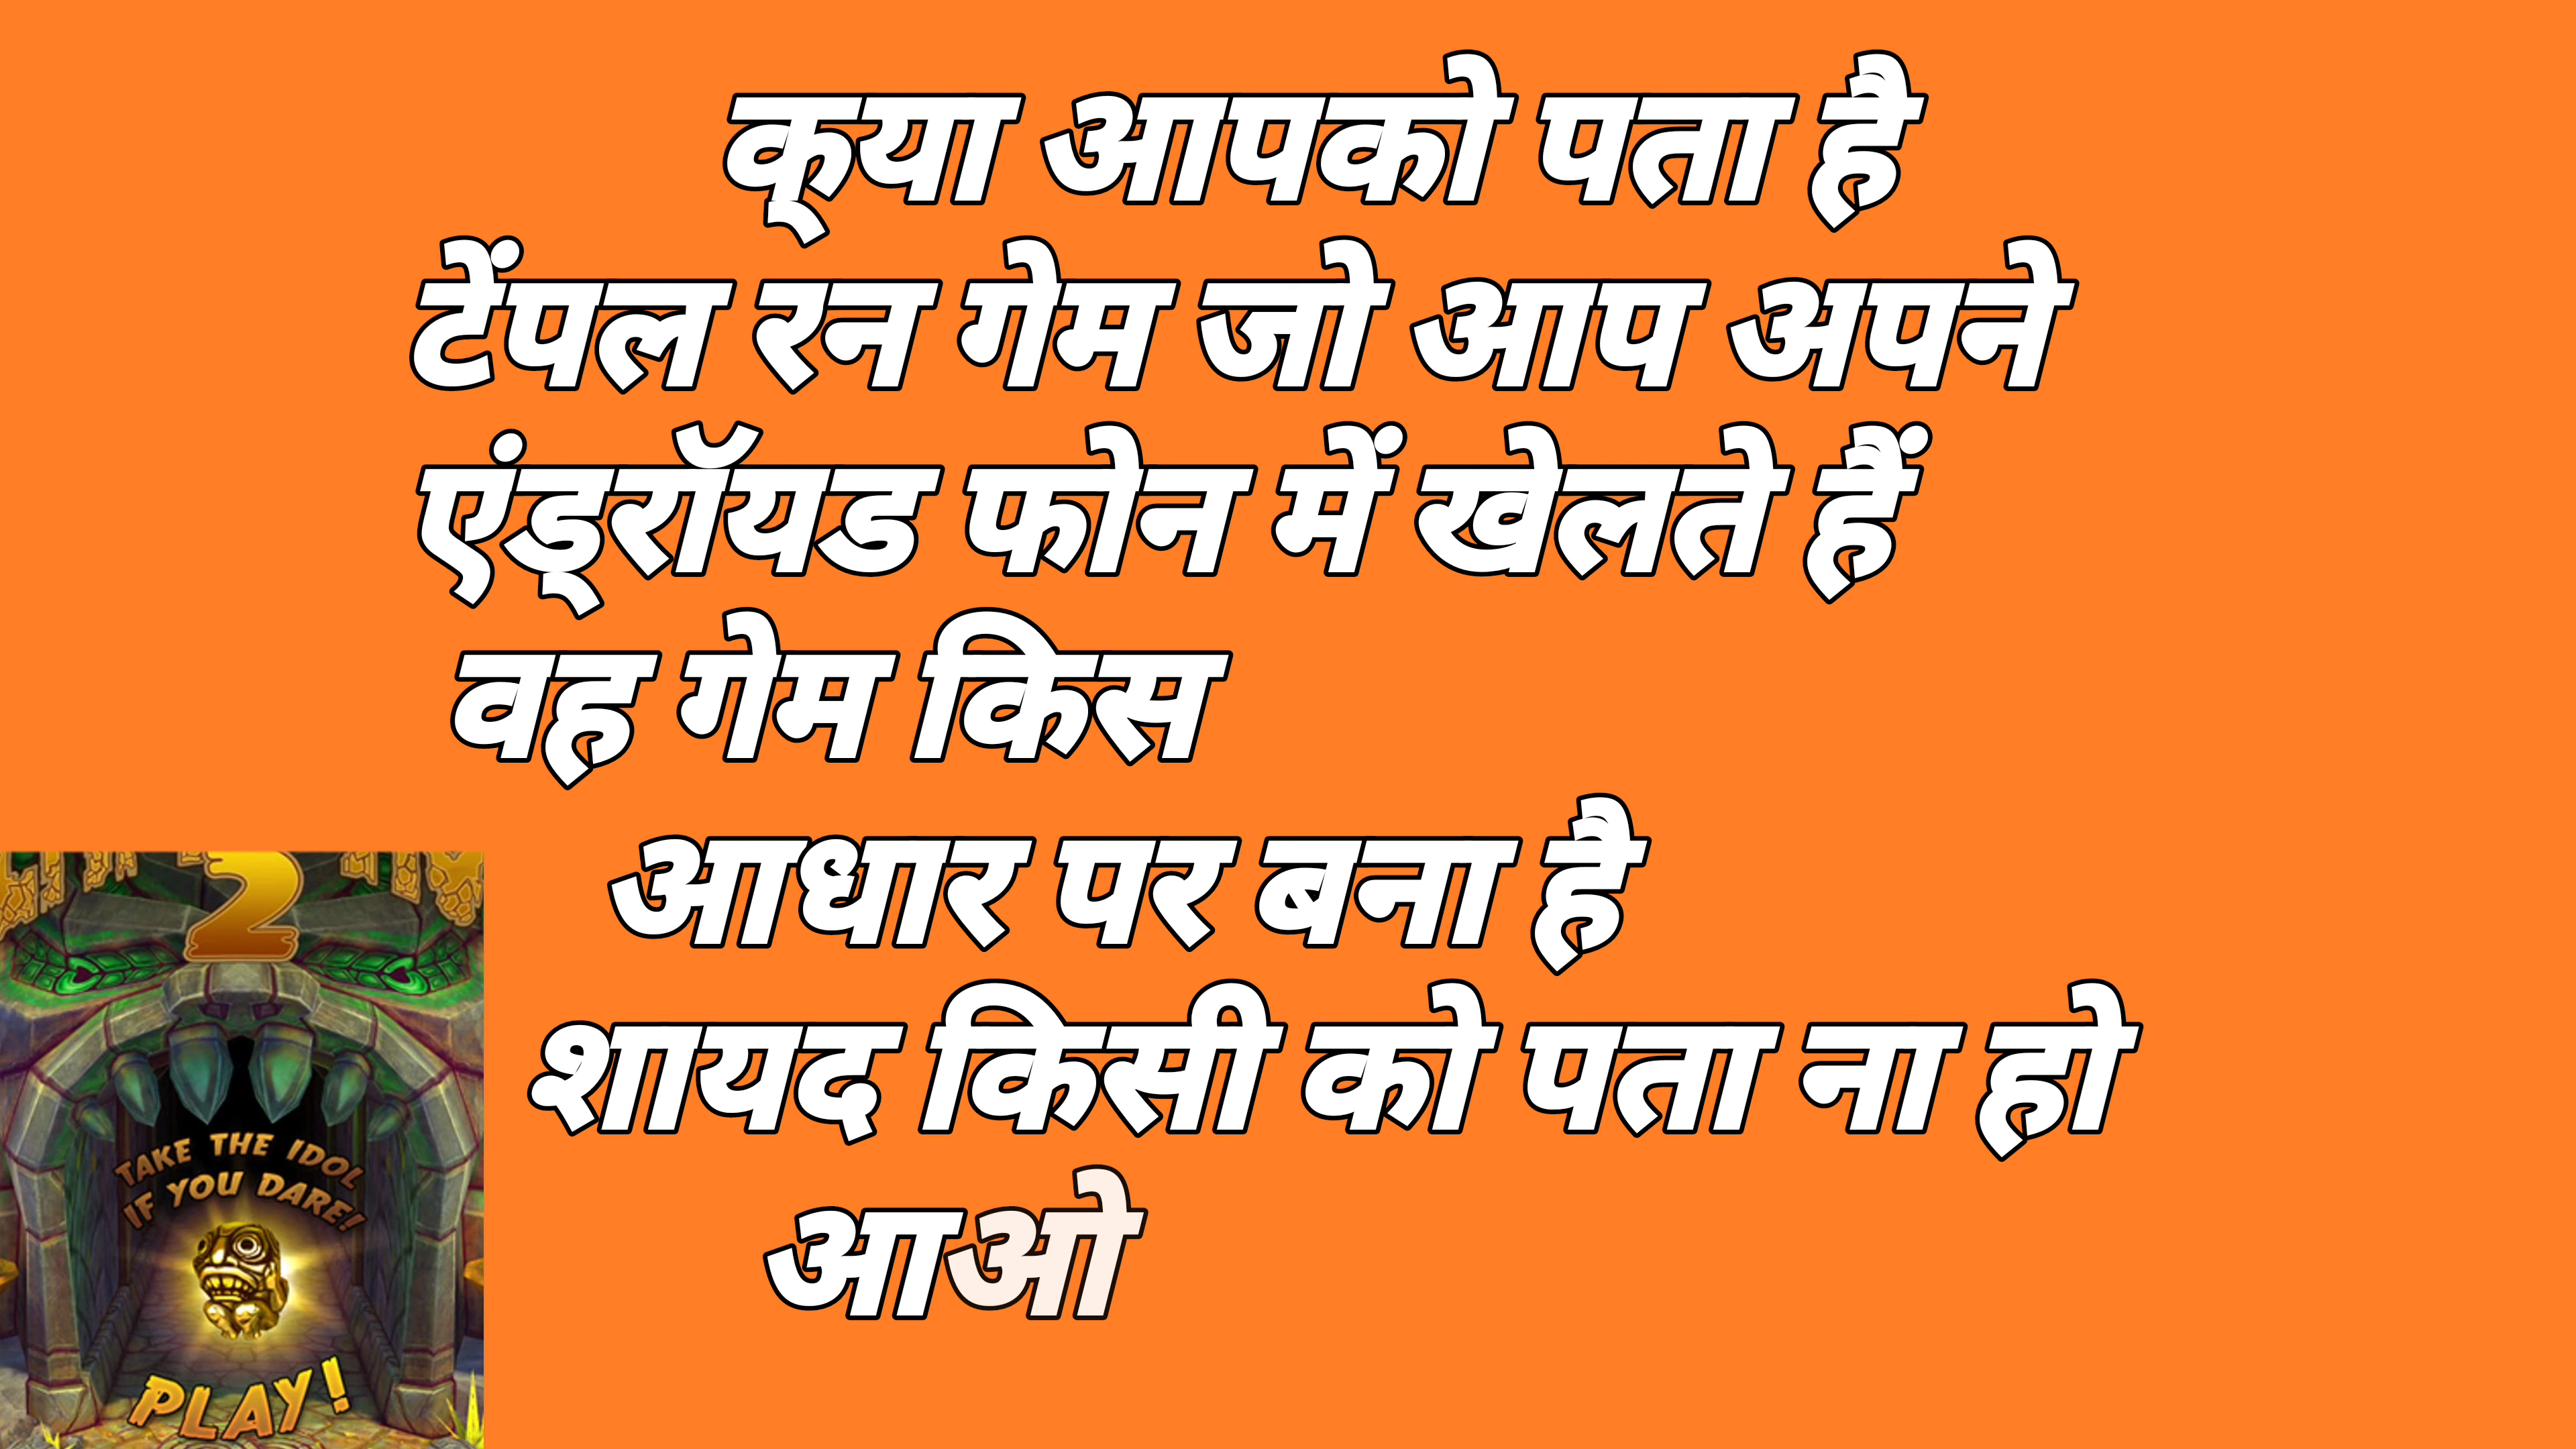 क्या आपको पता है
टेंपल रन गेम जो आप अपने
एंड्रॉयड फोन में खेलते हैं
वह गेम किस
आधार पर बना है
शायद किसी को पता ना हो
आओ
2
TAKE THE IDOL
IF YOU DARE!
PLAY!